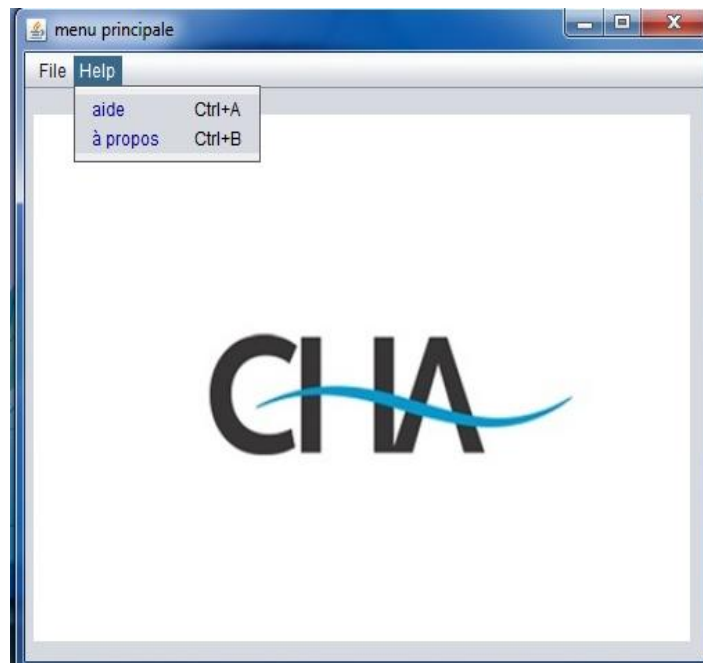 menu principale
File Help
aide Ctrl+A
à propos Ctrl+B
CHA